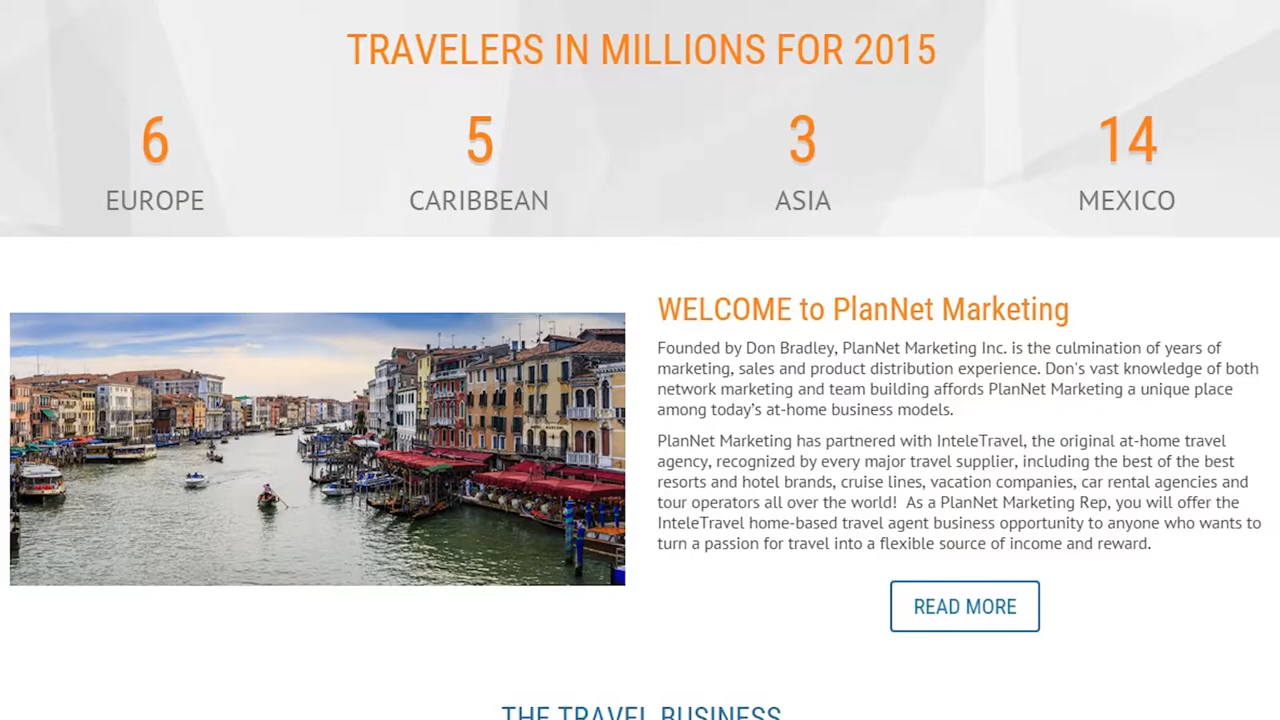 TRAVELERS IN MILLIONS FOR 2015
6
EUROPE
5
CARIBBEAN
3
ASIA
14
MEXICO
WELCOME to PlanNet Marketing
Founded by Don Bradley, PlanNet Marketing Inc. is the culmination of years of
marketing, sales and product distribution experience. Don's vast knowledge of both
network marketing and team building affords PlanNet Marketing a unique place
among today’s at-home business models.
PlanNet Marketing has partnered with InteleTravel, the original at-home travel
agency, recognized by every major travel supplier, including the best of the best
resorts and hotel brands, cruise lines, vacation companies, car rental agencies and
tour operators all over the world!  As a PlanNet Marketing Rep, you will offer the
InteleTravel home-based travel agent business opportunity to anyone who wants to
turn a passion for travel into a flexible source of income and reward.
READ MORE
THE TRAVEL BUSINESS